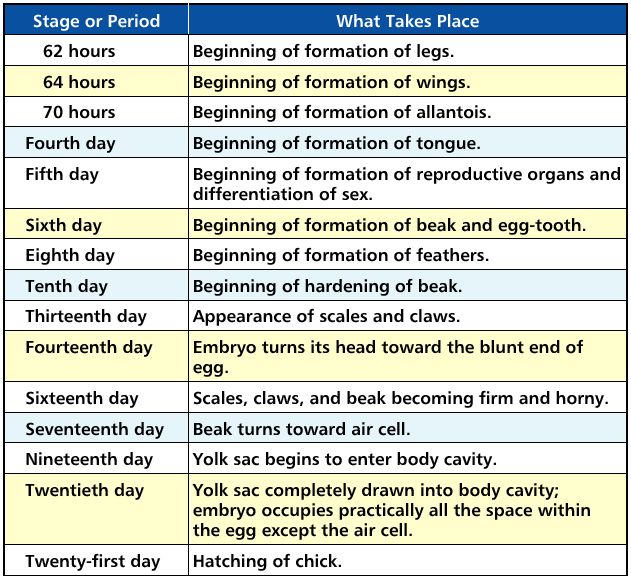 Stage or Period What Takes Place
62 hours Beginning of formation of legs.
64 hours Beginning of formation of wings.
70 hours Beginning of formation of allantois.
Fourth day Beginning of formation of tongue.
Fifth day Beginning of formation of reproductive organs and
differentiation of sex.
Sixth day Beginning of formation of beak and egg-tooth.
Eighth day Beginning of formation of feathers.
Tenth day Beginning of hardening of beak.
Thirteenth day Appearance of scales and claws.
Fourteenth day Embryo turns its head toward the blunt end of
egg.
Sixteenth day Scales, claws, and beak becoming firm and horny.
Seventeenth day Beak turns toward air cell.
Nineteenth day Yolk sac begins to enter body cavity.
Twentieth day Yolk sac completely drawn into body cavity;
embryo occupies practically all the space within
the egg except the air cell.
Twenty-first day Hatching of chick.